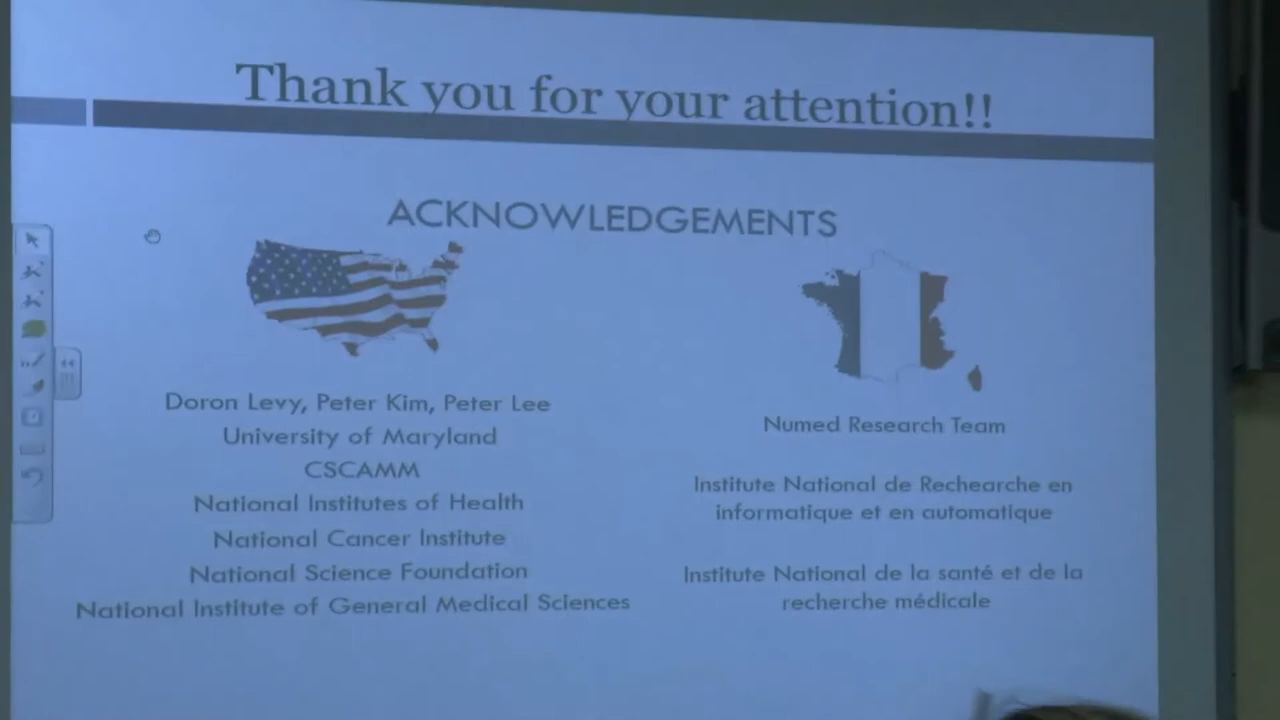 Thank you for your attention!!
ACKNOWLEDGEMENTS
Doron Levy, Peter Kim, Peter Lee
University of Maryland
CSCAMM
National Institutes of Health
National Cancer Institute
National Science Foundation
National Institute of General Medical Sciences
Numed Research Team
Institute National de Rechearche en
informatique et en automatique
Institute National de la santé et de la
recherche médicale